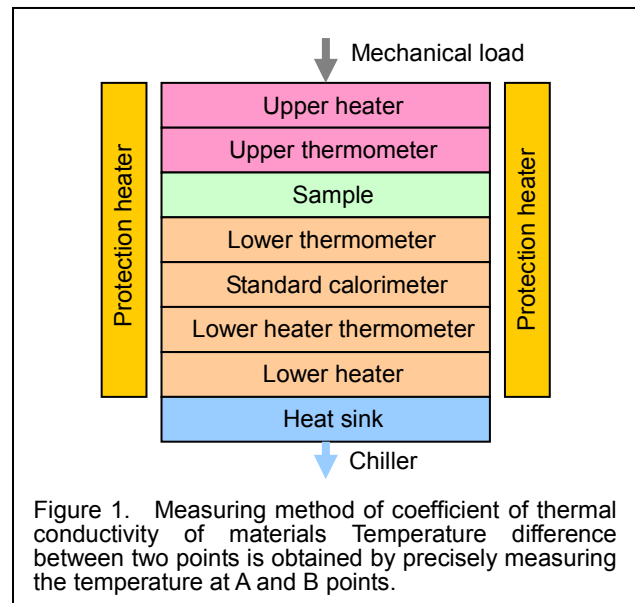 Mechanical load
Protection heater
Upper heater
Upper thermometer
Sample
Lower thermometer
Standard calorimeter
Lower heater thermometer
Lower heater
Heat sink
Protection heater
Chiller
Figure 1. Measuring method of coefficient of thermal
conductivity of materials Temperature difference
between two points is obtained by precisely measuring
the temperature at A and B points.